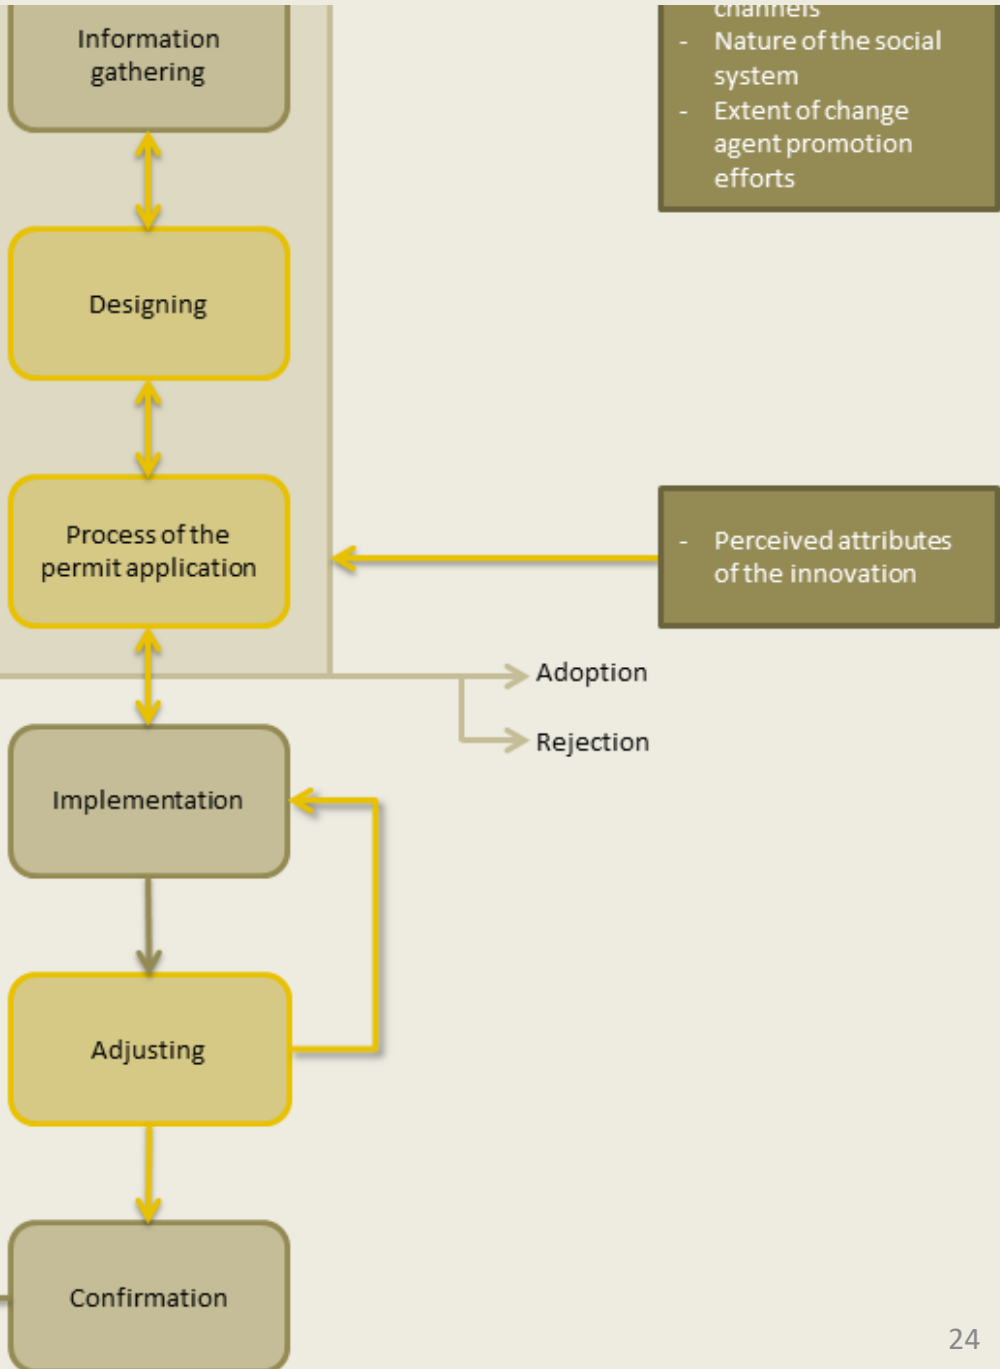 Information
gathering
Designing
Process of the
permit application
Implementation
Adjusting
Confirmation
channels
- Nature of the social
system
- Extent of change
agent promotion
efforts
- Perceived attributes
of the innovation
Adoption
Rejection
24